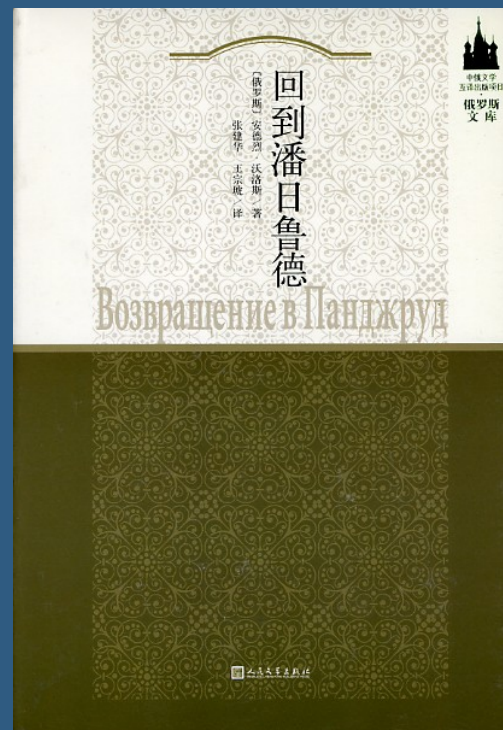 中俄文学
互译出版项目
·
俄罗斯
文库
回到潘日鲁德
〔俄罗斯〕安德烈·沃洛斯／著
张建华 王宗琥／译
Возвращение в Панджруд
人民文学出版社